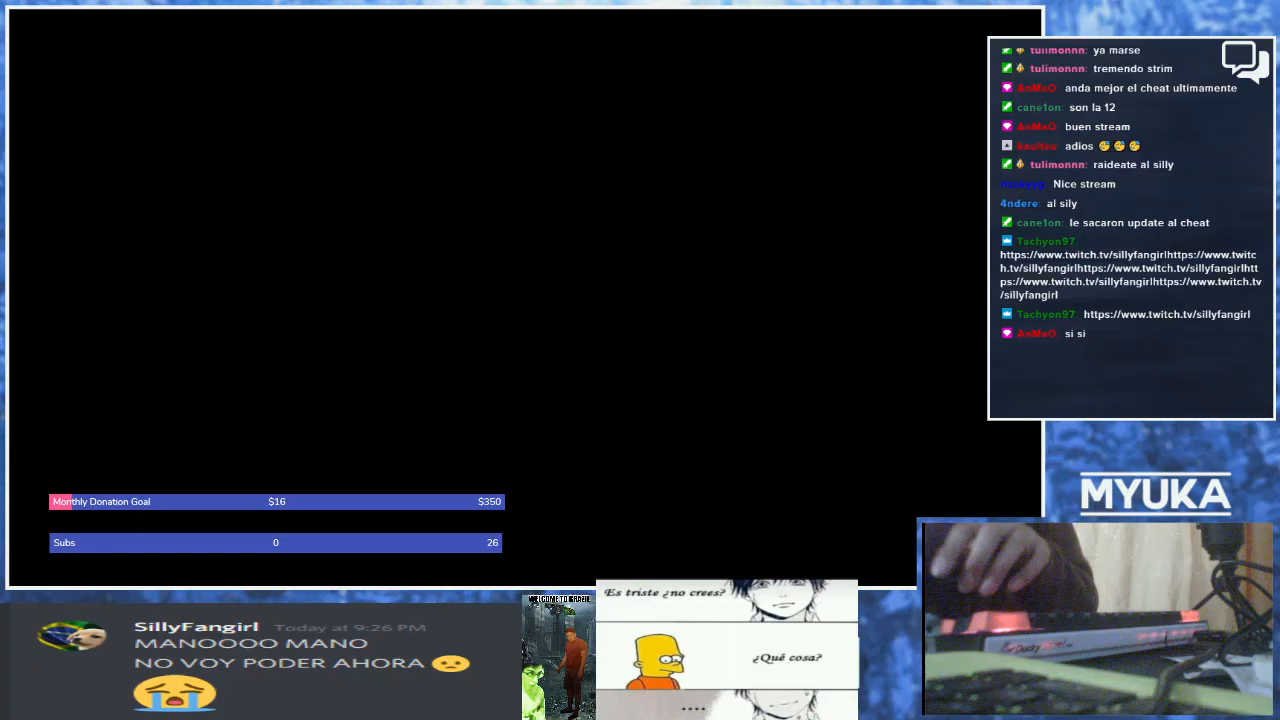 tulimonnn: ya marse
tulimonnn: tremendo strim
AnMaO: anda mejor el cheat ultimamente
cane1on: son la 12
AnMaO: buen stream
adios
tulimonnn: raideate al silly
Nice stream
4ndere: al sily
cane1on: le sacaron update al cheat
Tachyon97:
https://www.twitch.tv/sillyfangirlhttps://www.twitc
h.tv/sillyfangirlhttps://www.twitch.tv/sillyfangirlhtt
ps://www.twitch.tv/sillyfangirlhttps://www.twitch.tv
/sillyfangirl
Tachyon97: https://www.twitch.tv/sillyfangirl
AnMaO: si si
Monthly Donation Goal $16 $350
Subs 0 26
MYUKA
SillyFangirl Today at 9:26 PM
MANOOOO MANO
NO VOY PODER AHORA
WELCOME TO BRAZIL
Es triste ¿no crees?
¿Qué cosa?
....
Ducky